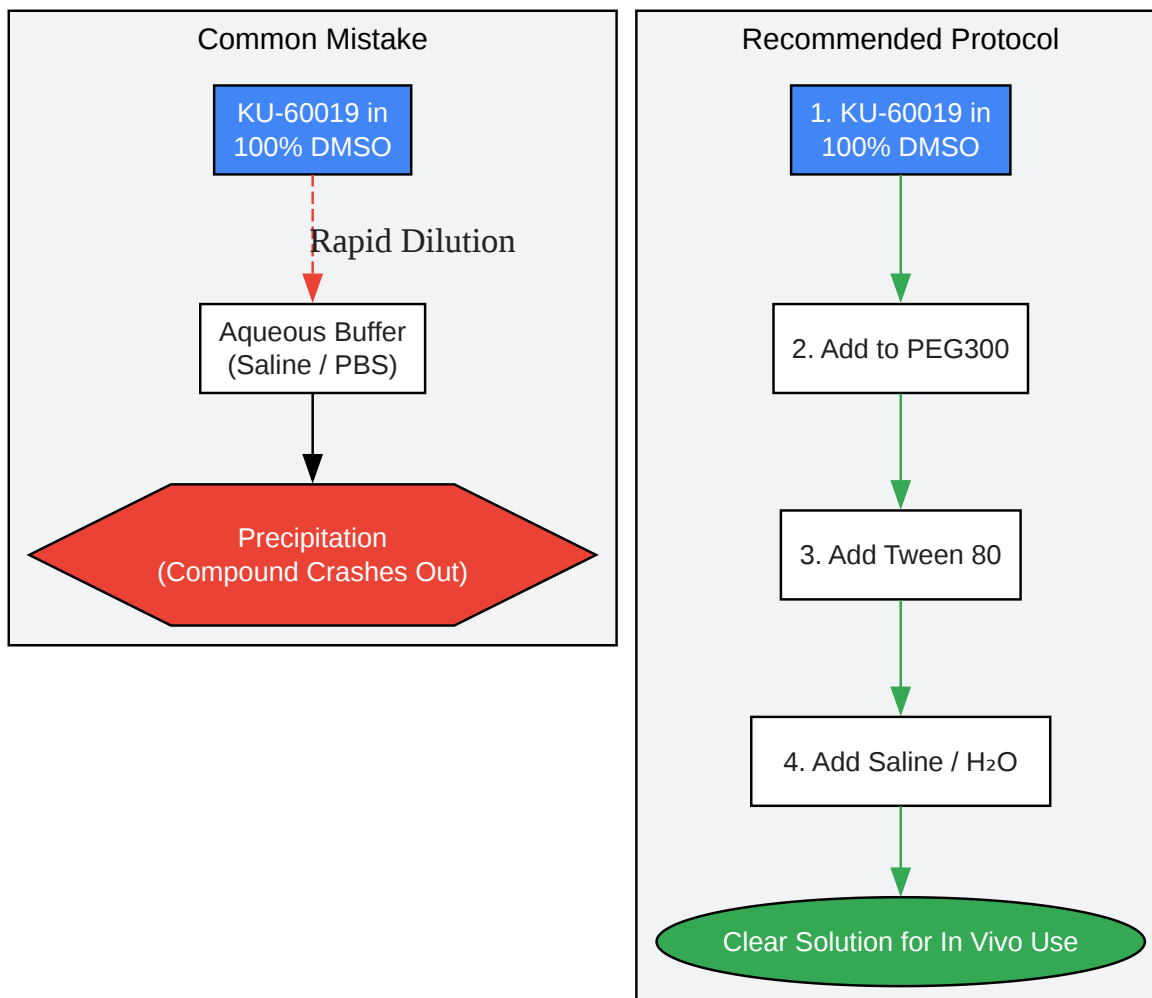 Common Mistake
KU-60019 in
100% DMSO
Rapid Dilution
Aqueous Buffer
(Saline / PBS)
Precipitation
(Compound Crashes Out)
Recommended Protocol
1. KU-60019 in
100% DMSO
2. Add to PEG300
3. Add Tween 80
4. Add Saline / H₂O
Clear Solution for In Vivo Use